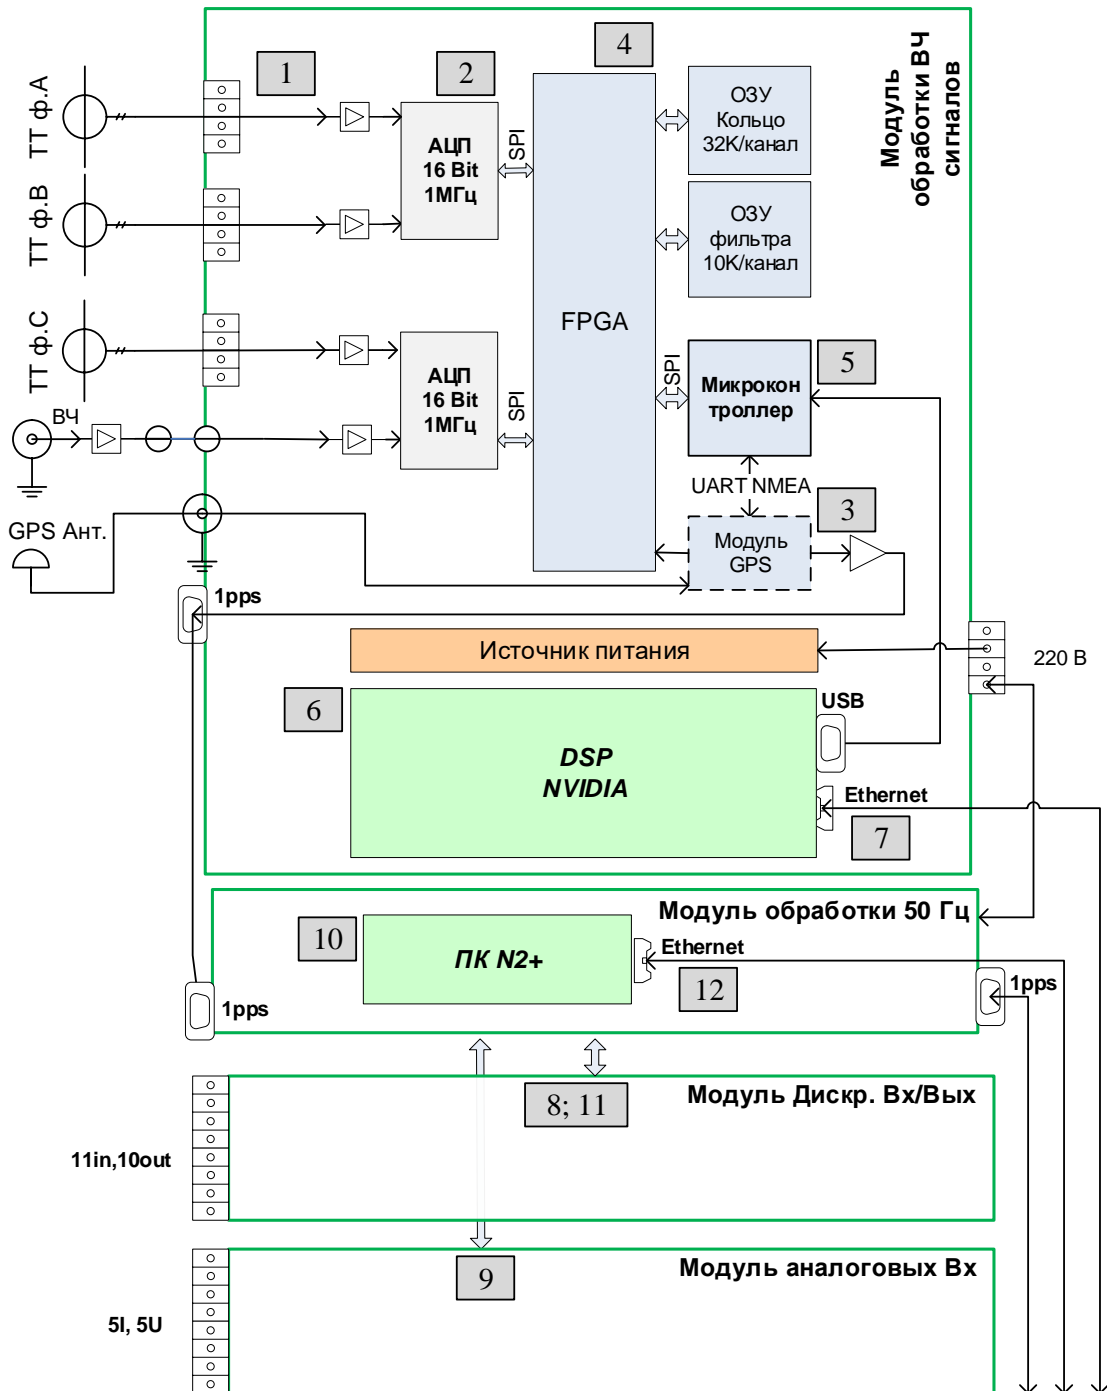 ТТ ф.А
ТТ ф.В
ТТ ф.С
ВЧ
GPS Ант.
1
2
4
АЦП
16 Bit
1МГц
SPI
АЦП
16 Bit
1МГц
SPI
FPGA
ОЗУ
Кольцо
32K/канал
ОЗУ
фильтра
10K/канал
Модуль
обработки ВЧ
сигналов
SPI
Микрокон
троллер
5
UART NMEA
3
Модуль
GPS
1pps
Источник питания
220 В
6
DSP
NVIDIA
USB
Ethernet
7
Модуль обработки 50 Гц
10
ПК N2+
Ethernet
12
1pps
1pps
8; 11
Модуль Дискр. Вх/Вых
11in,10out
9
Модуль аналоговых Вх
5I, 5U